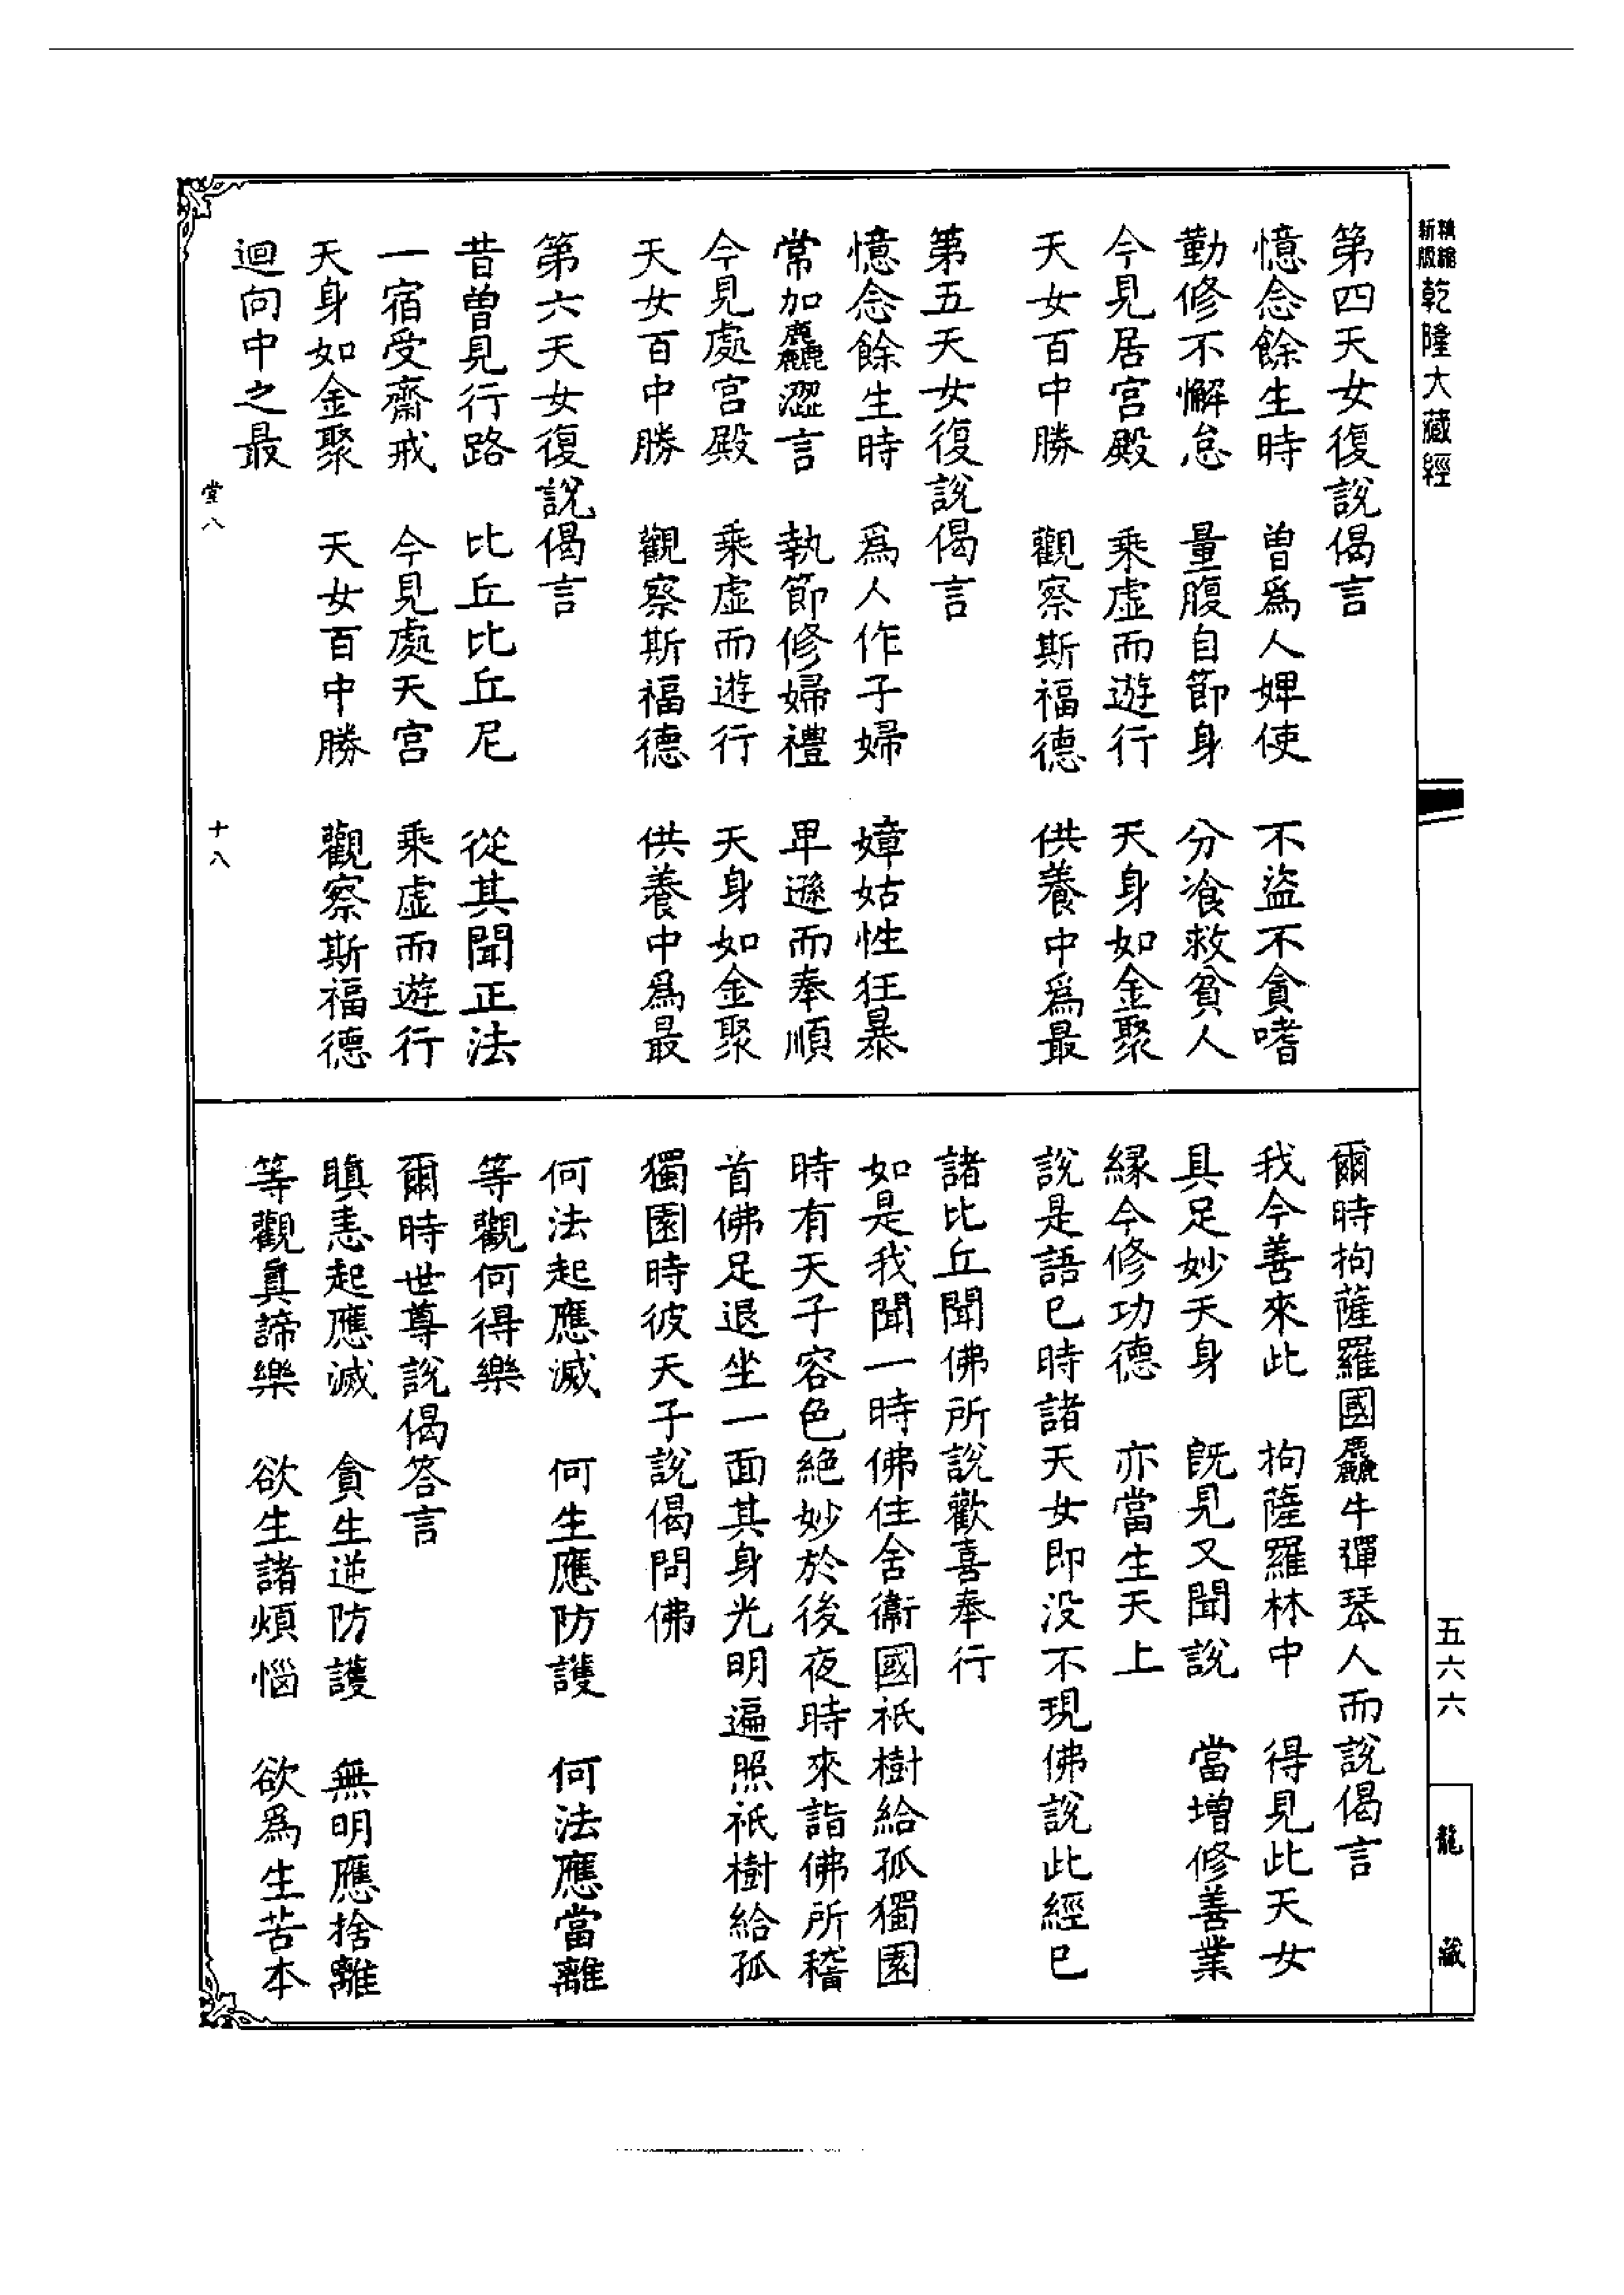 新版精縮乾隆大藏經
第四天女復說偈言
憶念餘生時　曾爲人婢使　不盜不貪嗜
勤修不懈怠　量腹自節身　分飡救貧人
今見居宮殿　乘虛而遊行　天身如金聚
天女百中勝　觀察斯福德　供養中爲最
第五天女復說偈言
憶念餘生時　爲人作子婦　嫜姑性狂暴
常加麤澀言　執節修婦禮　卑遜而奉順
今見處宮殿　乘虛而遊行　天身如金聚
天女百中勝　觀察斯福德　供養中爲最
第六天女復說偈言
昔曾見行路　比丘比丘尼　從其聞正法
一宿受齋戒　今見處天宮　乘虛而遊行
天身如金聚　天女百中勝　觀察斯福德
迴向中之最
堂八　十八
爾時拘薩羅國麤牛彈琴人而說偈言
我今善來此　拘薩羅林中　得見此天女
具足妙天身　旣見又聞說　當增修善業
緣今修功德　亦當生天上
說是語已時諸天女即没不現佛說此經已
諸比丘聞佛所說歡喜奉行
如是我聞一時佛住舍衞國祇樹給孤獨園
時有天子容色絕妙於後夜時來詣佛所稽
首佛足退坐一面其身光明遍照祇樹給孤
獨園時彼天子說偈問佛
何法起應滅　何生應防護　何法應當離
等觀何得樂
爾時世尊說偈答言
瞋恚起應滅　貪生逆防護　無明應捨離
等觀眞諦樂　欲生諸煩惱　欲爲生苦本
五六六
龍藏